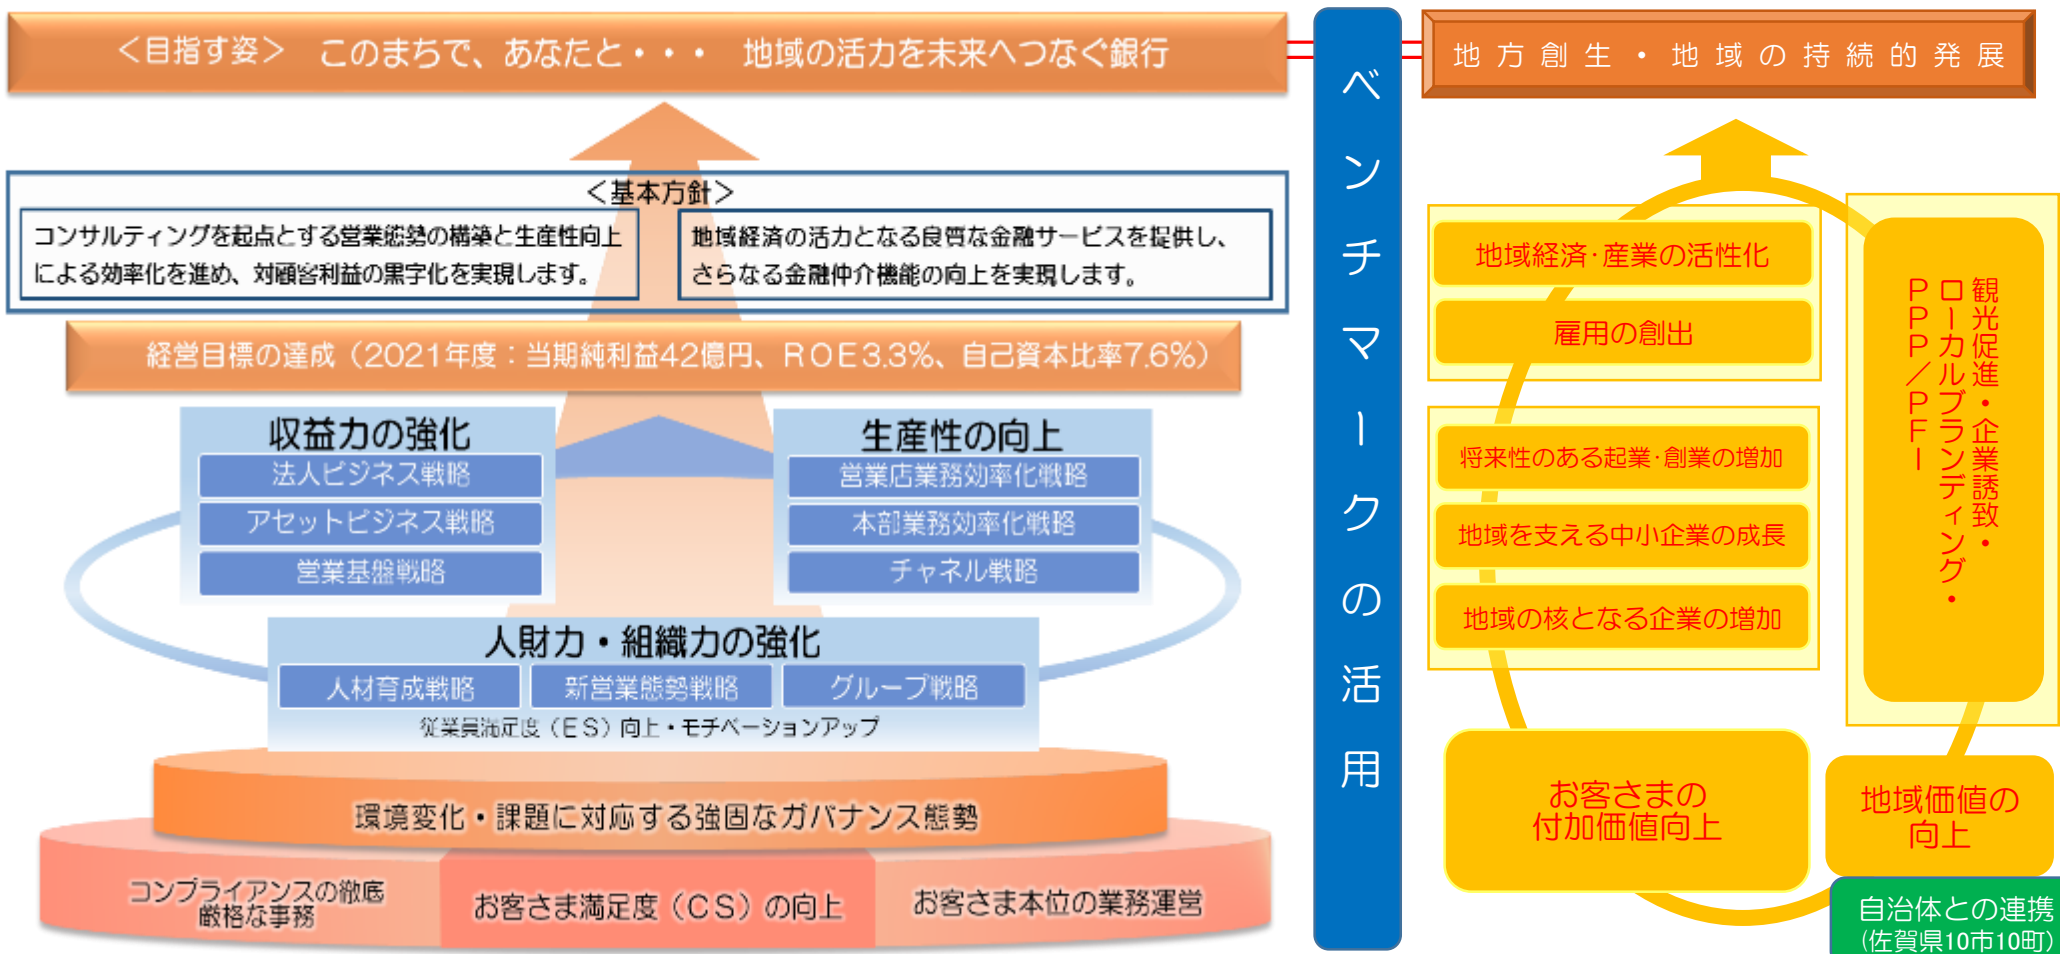 ＜目指す姿＞　このまちで、あなたと・・・　地域の活力を未来へつなぐ銀行
＜基本方針＞
コンサルティングを起点とする営業態勢の構築と生産性向上
による効率化を進め、対顧客利益の黒字化を実現します。
地域経済の活力となる良質な金融サービスを提供し、
さらなる金融仲介機能の向上を実現します。
経営目標の達成（2021年度：当期純利益42億円、ＲＯＥ3.3%、自己資本比率7.6%）
収益力の強化
法人ビジネス戦略
アセットビジネス戦略
営業基盤戦略
生産性の向上
営業店業務効率化戦略
本部業務効率化戦略
チャネル戦略
人財力・組織力の強化
人材育成戦略
新営業態勢戦略
グループ戦略
従業員満足度（ＥＳ）向上・モチベーションアップ
環境変化・課題に対応する強固なガバナンス態勢
コンプライアンスの徹底
厳格な事務
お客さま満足度（ＣＳ）の向上
お客さま本位の業務運営
ベンチマークの活用
地方創生・地域の持続的発展
地域経済・産業の活性化
雇用の創出
将来性のある起業・創業の増加
地域を支える中小企業の成長
地域の核となる企業の増加
観光促進・企業誘致・
ローカルブランディング・
ＰＰＰ／ＰＦＩ
お客さまの
付加価値向上
地域価値の
向上
自治体との連携
(佐賀県10市10町)